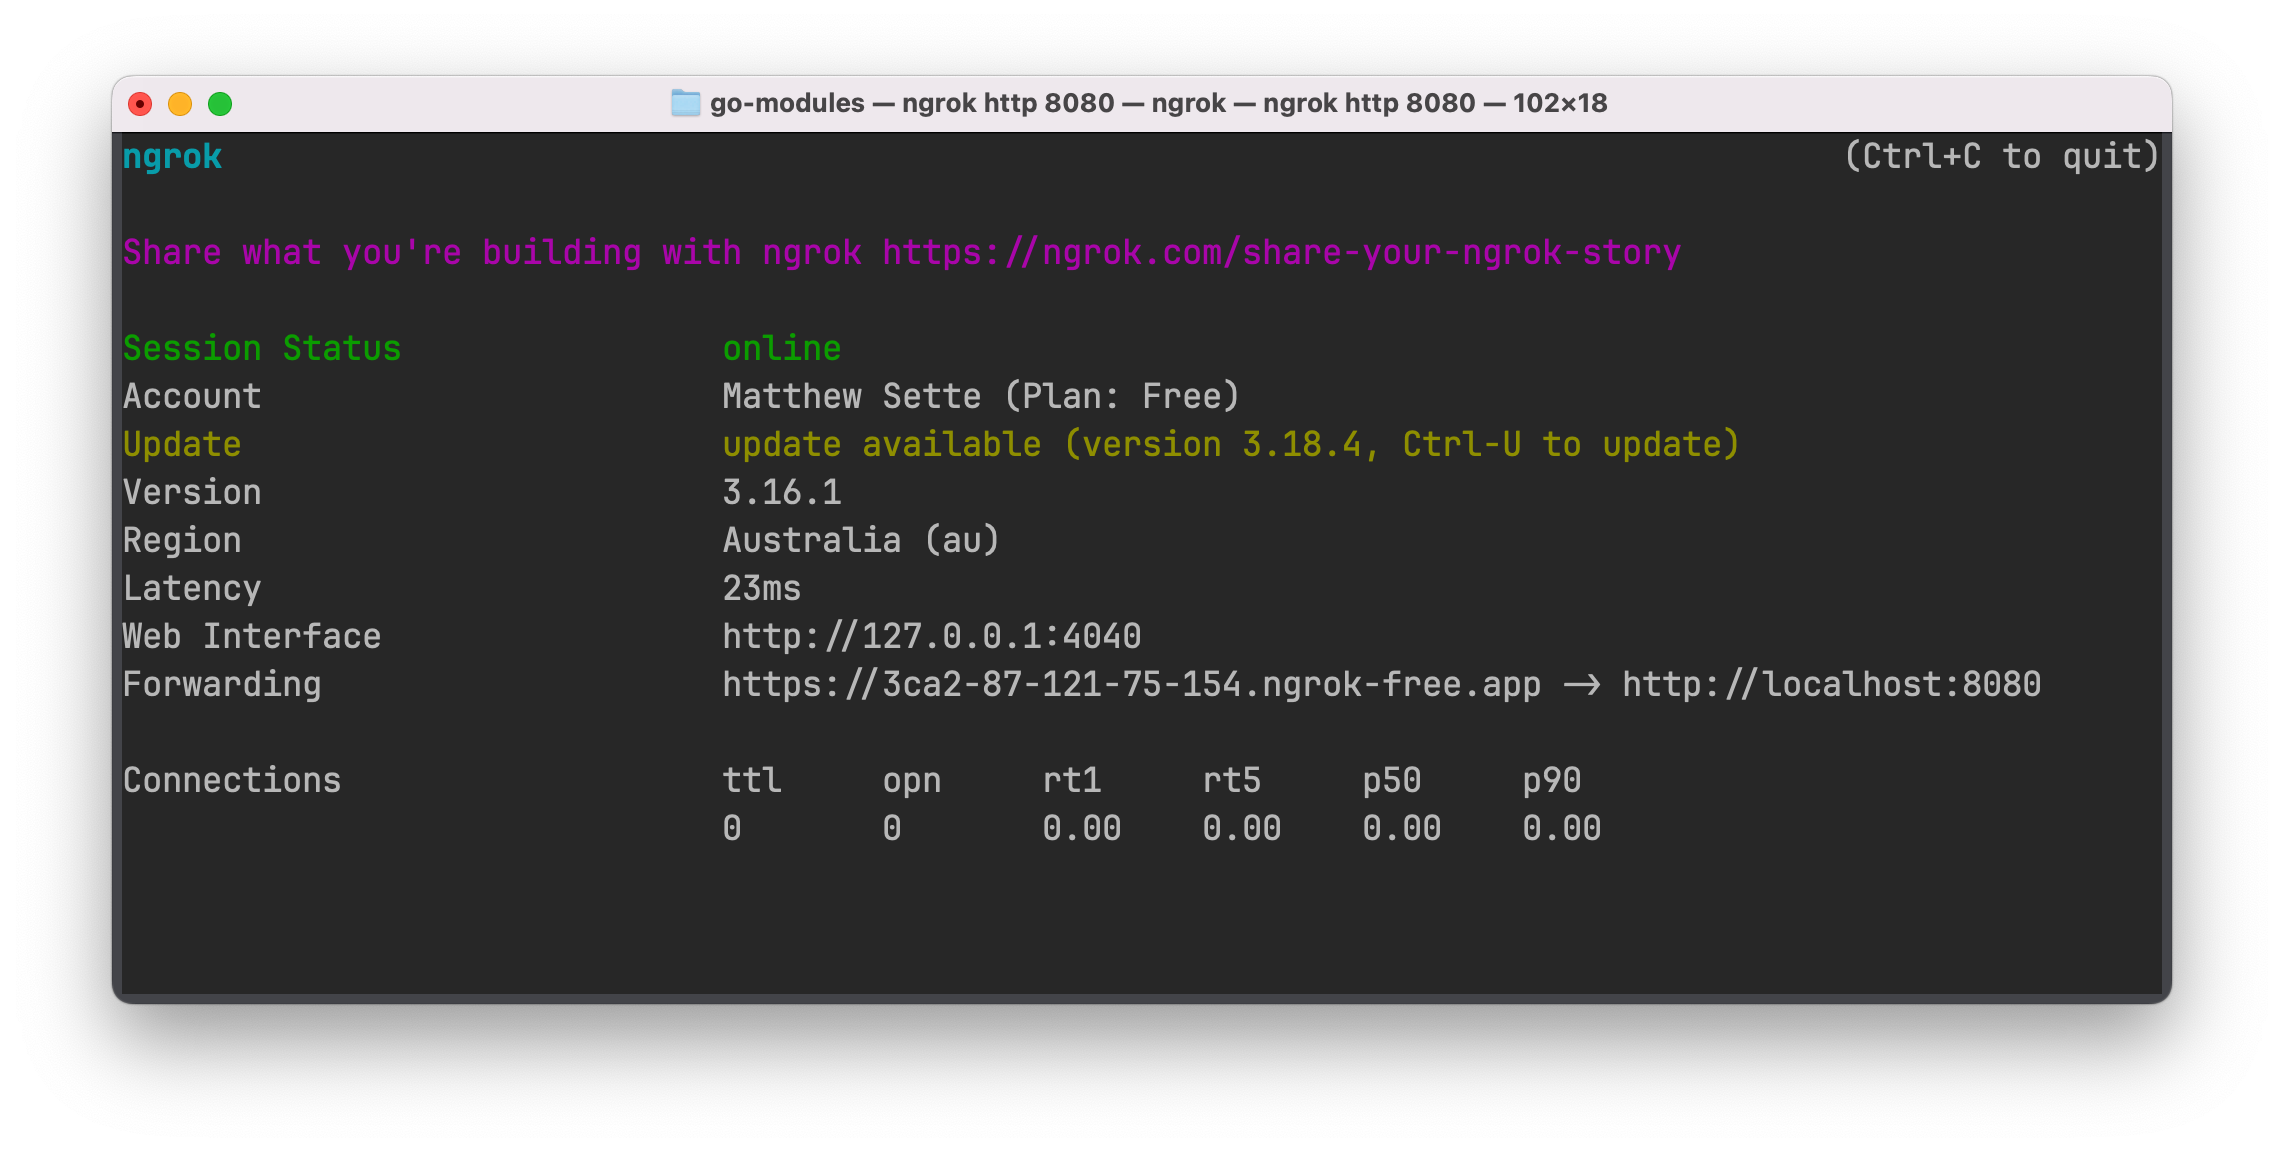 go-modules — ngrok http 8080 — ngrok — ngrok http 8080 — 102×18
ngrok (Ctrl+C to quit)
Share what you're building with ngrok https://ngrok.com/share-your-ngrok-story
Session Status online
Account Matthew Sette (Plan: Free)
Update update available (version 3.18.4, Ctrl-U to update)
Version 3.16.1
Region Australia (au)
Latency 23ms
Web Interface http://127.0.0.1:4040
Forwarding https://3ca2-87-121-75-154.ngrok-free.app -> http://localhost:8080
Connections ttl opn rt1 rt5 p50 p90
0 0 0.00 0.00 0.00 0.00